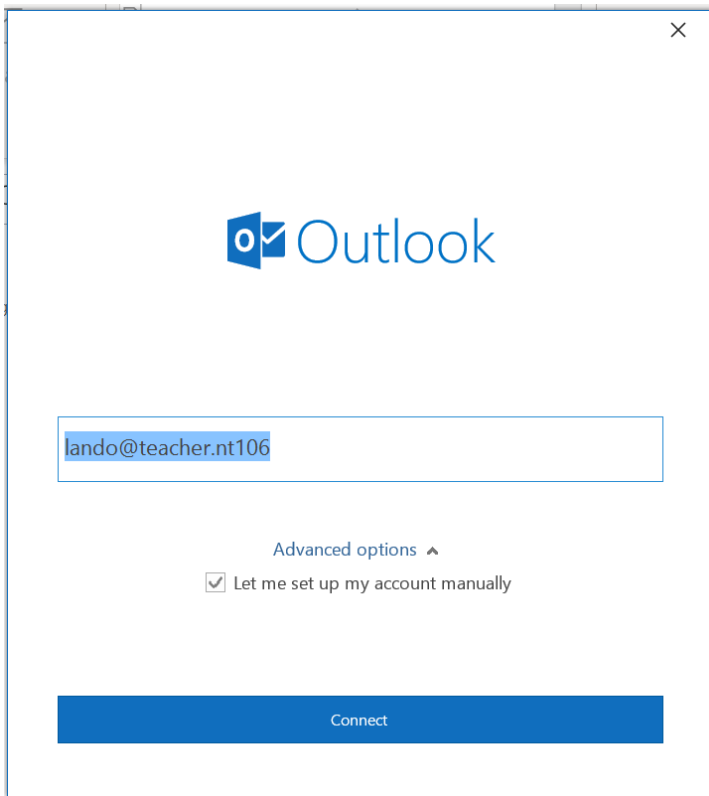 Outlook
lando@teacher.nt106
Advanced options
Let me set up my account manually
Connect